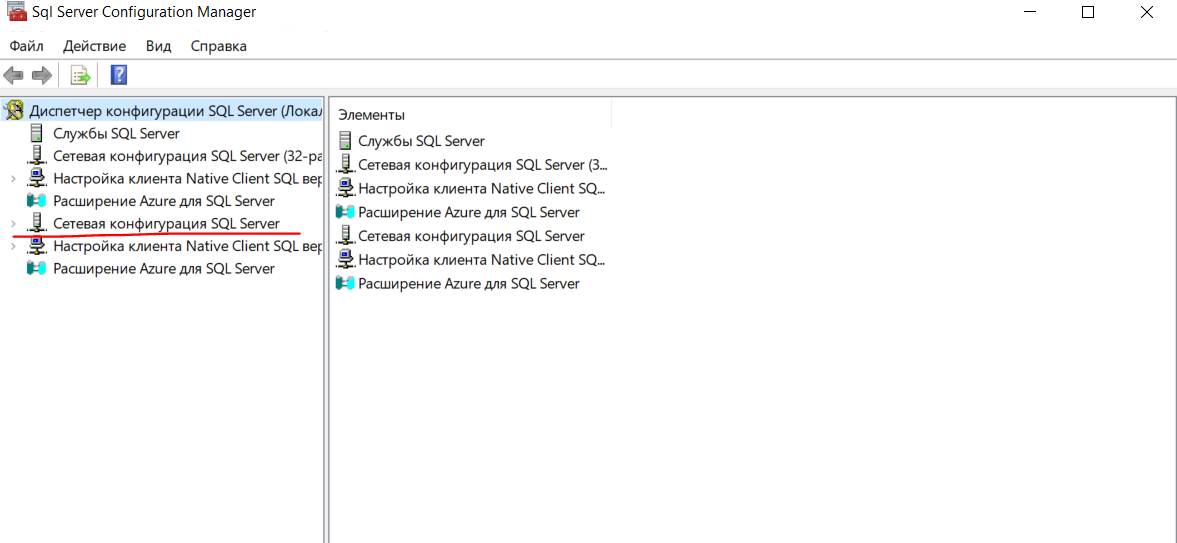 Sql Server Configuration Manager
Файл Действие Вид Справка
Диспетчер конфигурации SQL Server (Локал
Службы SQL Server
Сетевая конфигурация SQL Server (32-ра
Настройка клиента Native Client SQL вер
Расширение Azure для SQL Server
Сетевая конфигурация SQL Server
Настройка клиента Native Client SQL вер
Расширение Azure для SQL Server
Элементы
Службы SQL Server
Сетевая конфигурация SQL Server (3...
Настройка клиента Native Client SQ...
Расширение Azure для SQL Server
Сетевая конфигурация SQL Server
Настройка клиента Native Client SQ...
Расширение Azure для SQL Server